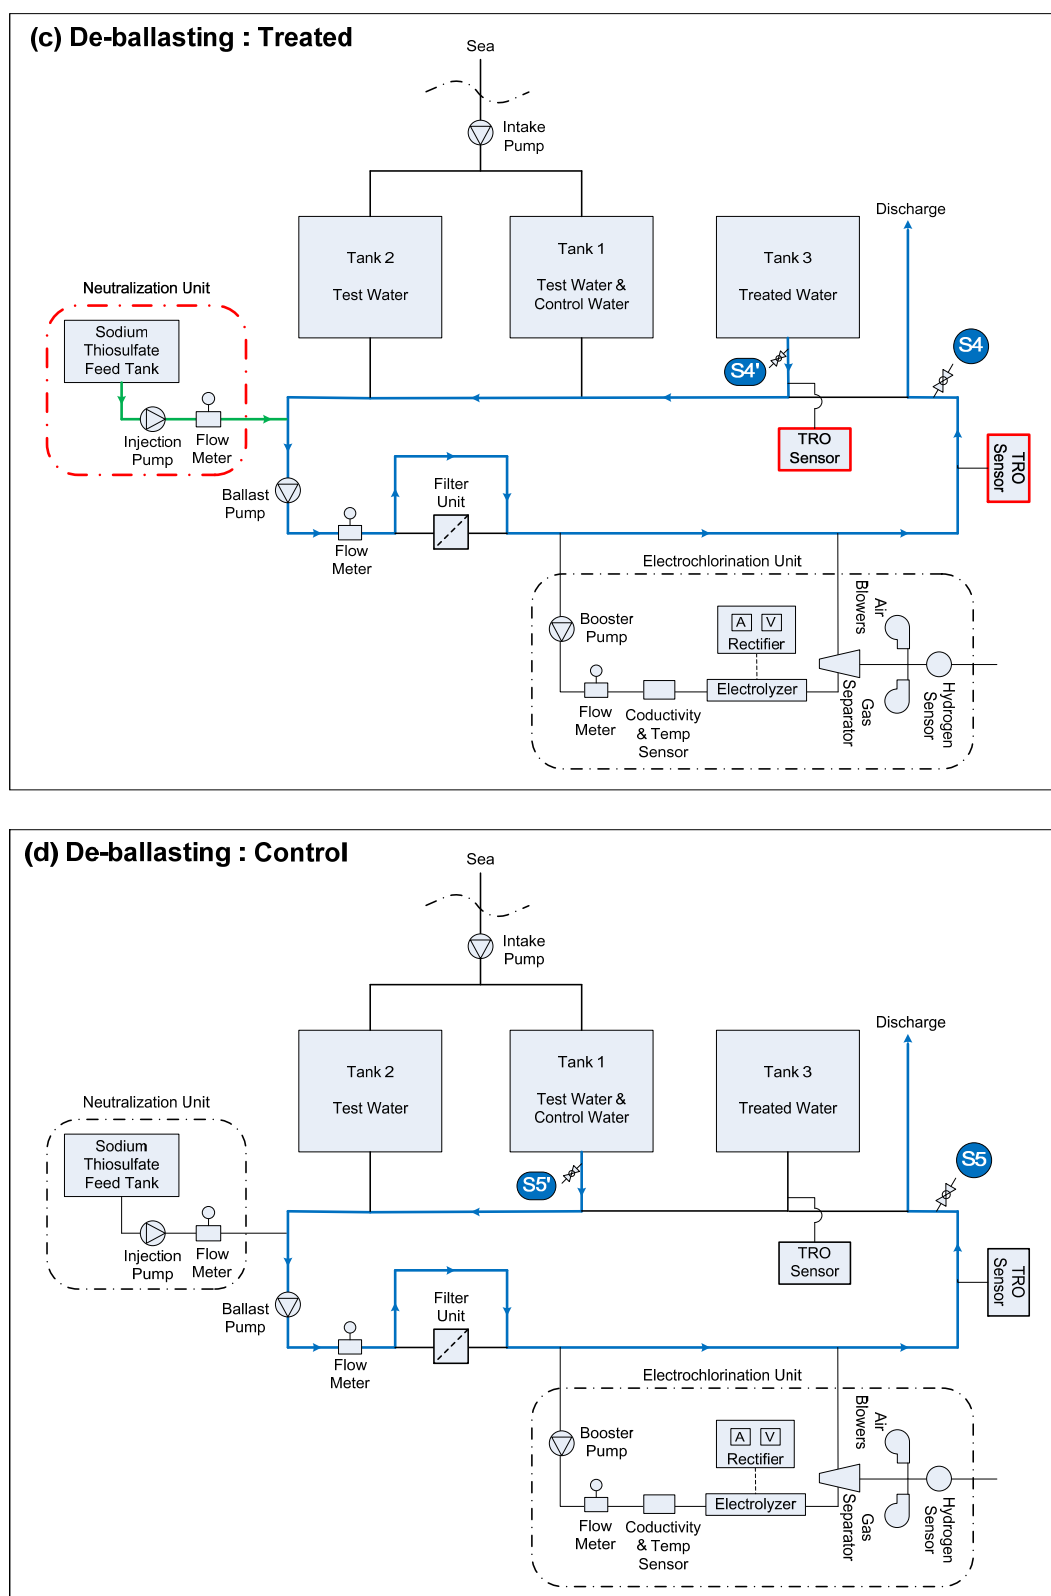 (c) De-ballasting : Treated
Sea
Intake
Pump
Discharge
Tank 2
Test Water
Tank 1
Test Water &
Control Water
Tank 3
Treated Water
Neutralization Unit
Sodium
Thiosulfate
Feed Tank
S4'
S4
Injection
Pump
Flow
Meter
TRO
Sensor
TRO
Sensor
Ballast
Pump
Filter
Unit
Flow
Meter
Electrochlorination Unit
Booster
Pump
A V
Rectifier
Air
Blowers
Electrolyzer
Flow
Meter
Coductivity
& Temp
Sensor
Gas
Separator
Hydrogen
Sensor
(d) De-ballasting : Control
Sea
Intake
Pump
Discharge
Tank 2
Test Water
Tank 1
Test Water &
Control Water
Tank 3
Treated Water
Neutralization Unit
Sodium
Thiosulfate
Feed Tank
S5'
S5
Injection
Pump
Flow
Meter
TRO
Sensor
TRO
Sensor
Ballast
Pump
Filter
Unit
Flow
Meter
Electrochlorination Unit
Booster
Pump
A V
Rectifier
Air
Blowers
Electrolyzer
Flow
Meter
Coductivity
& Temp
Sensor
Gas
Separator
Hydrogen
Sensor